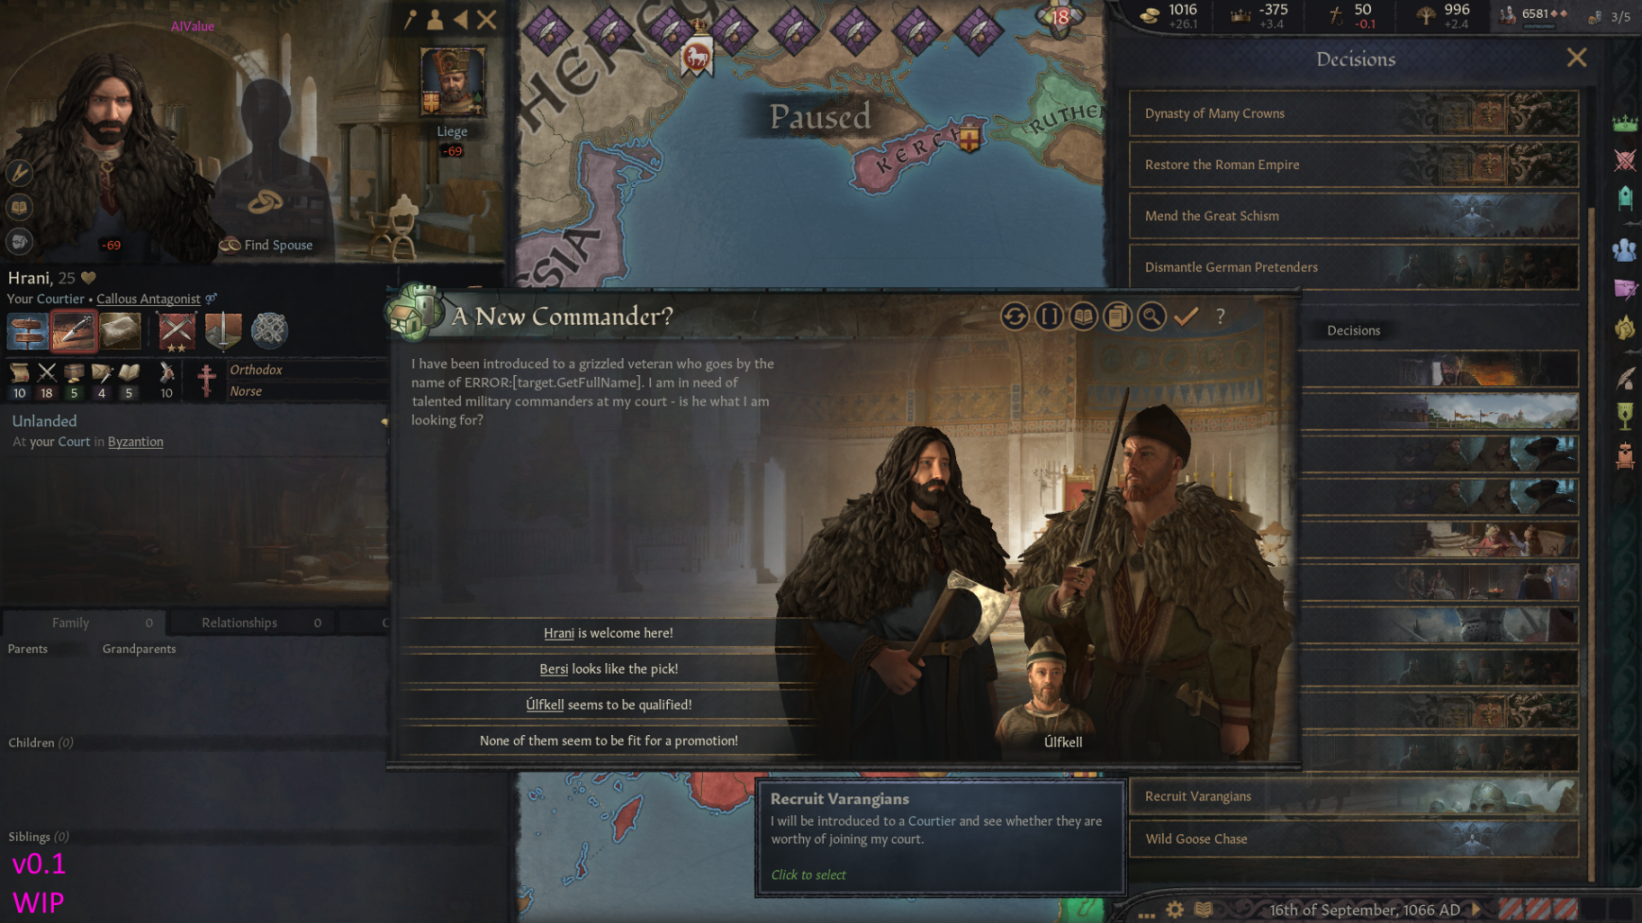 AIValue
Liege
-69
-69
Find Spouse
Hrani, 25
Your Courtier • Callous Antagonist
10 18 5 4 5 10
Orthodox
Norse
Unlanded
At your Court in Byzantion
Family 0
Relationships 0
C
Parents Grandparents
Children (0)
Siblings (0)
v0.1
WIP
18
Paused
KERCH
RUTHEN
SSIA
1016
+26.1
-375
+3.4
50
-0.1
996
+2.4
6581
3/5
Decisions
Dynasty of Many Crowns
Restore the Roman Empire
Mend the Great Schism
Dismantle German Pretenders
Decisions
Recruit Varangians
Wild Goose Chase
A New Commander?
[ ]
?
I have been introduced to a grizzled veteran who goes by the
name of ERROR:[target.GetFullName]. I am in need of
talented military commanders at my court - is he what I am
looking for?
Hrani is welcome here!
Bersi looks like the pick!
Úlfkell seems to be qualified!
None of them seem to be fit for a promotion!
Úlfkell
Recruit Varangians
I will be introduced to a Courtier and see whether they are
worthy of joining my court.
Click to select
16th of September, 1066 AD